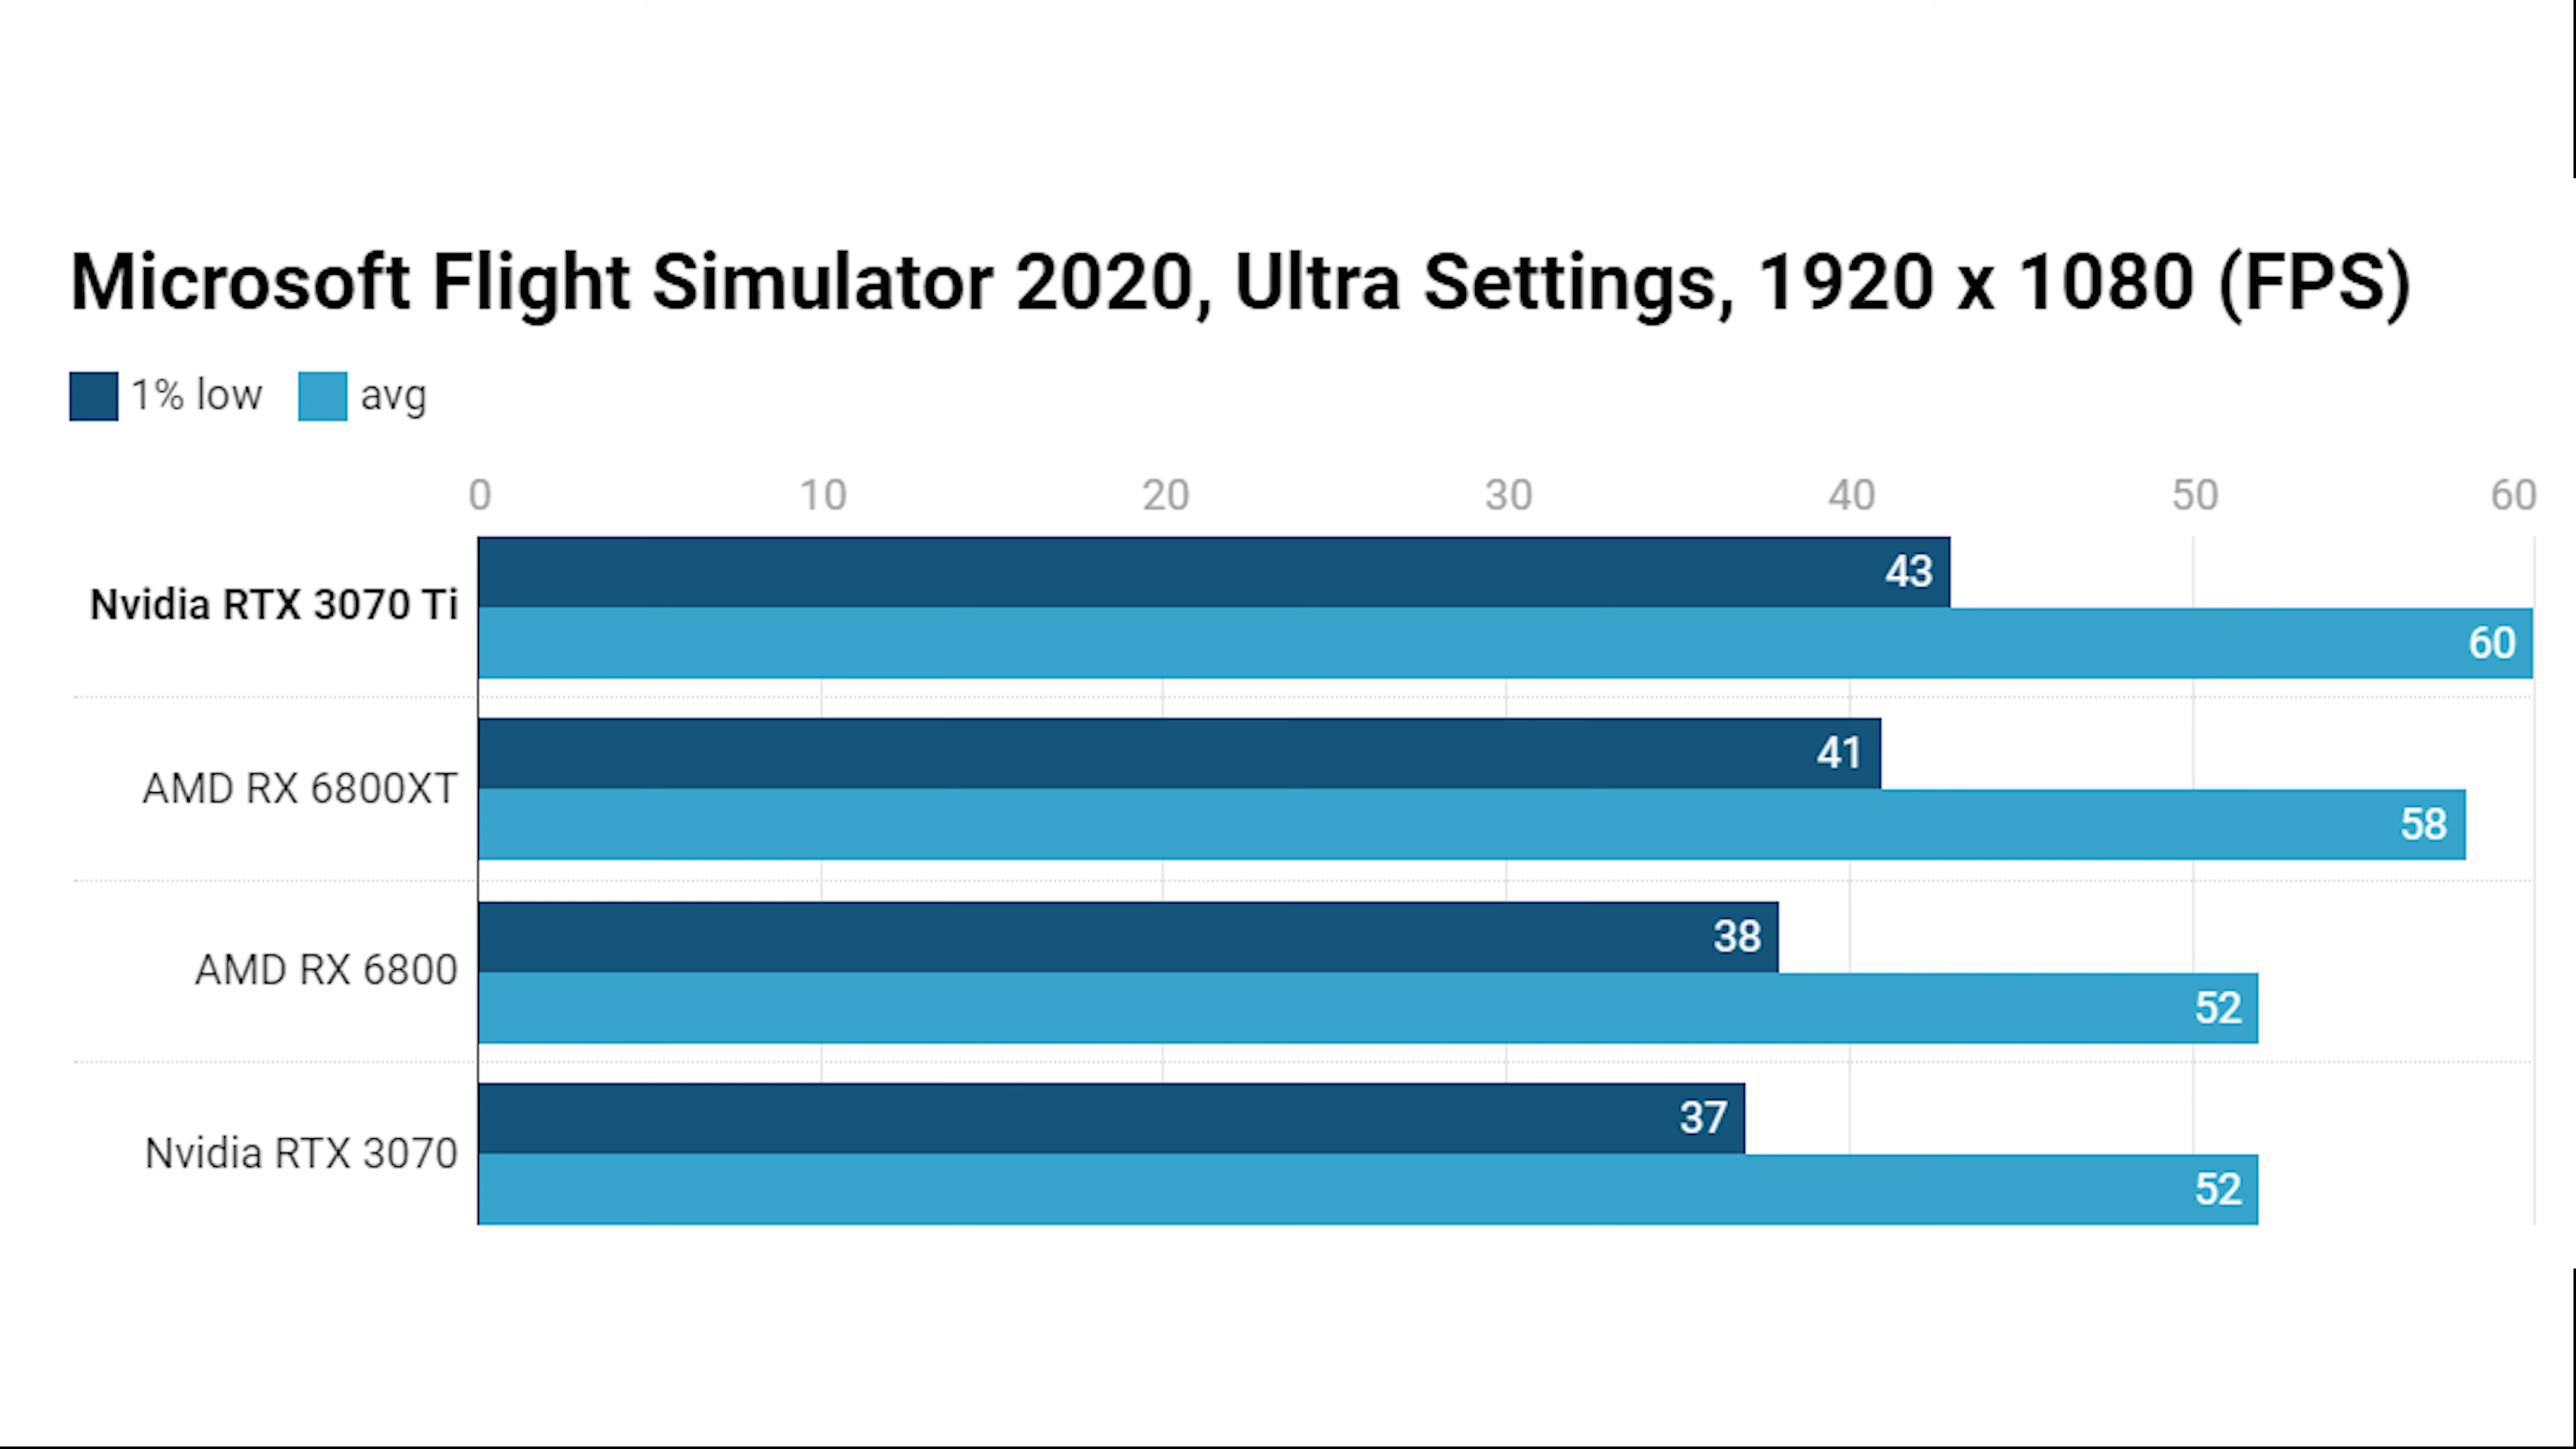 Microsoft Flight Simulator 2020, Ultra Settings, 1920 x 1080 (FPS)
1% low avg
0 10 20 30 40 50 60
Nvidia RTX 3070 Ti 43
60
AMD RX 6800XT 41
58
AMD RX 6800 38
52
Nvidia RTX 3070 37
52